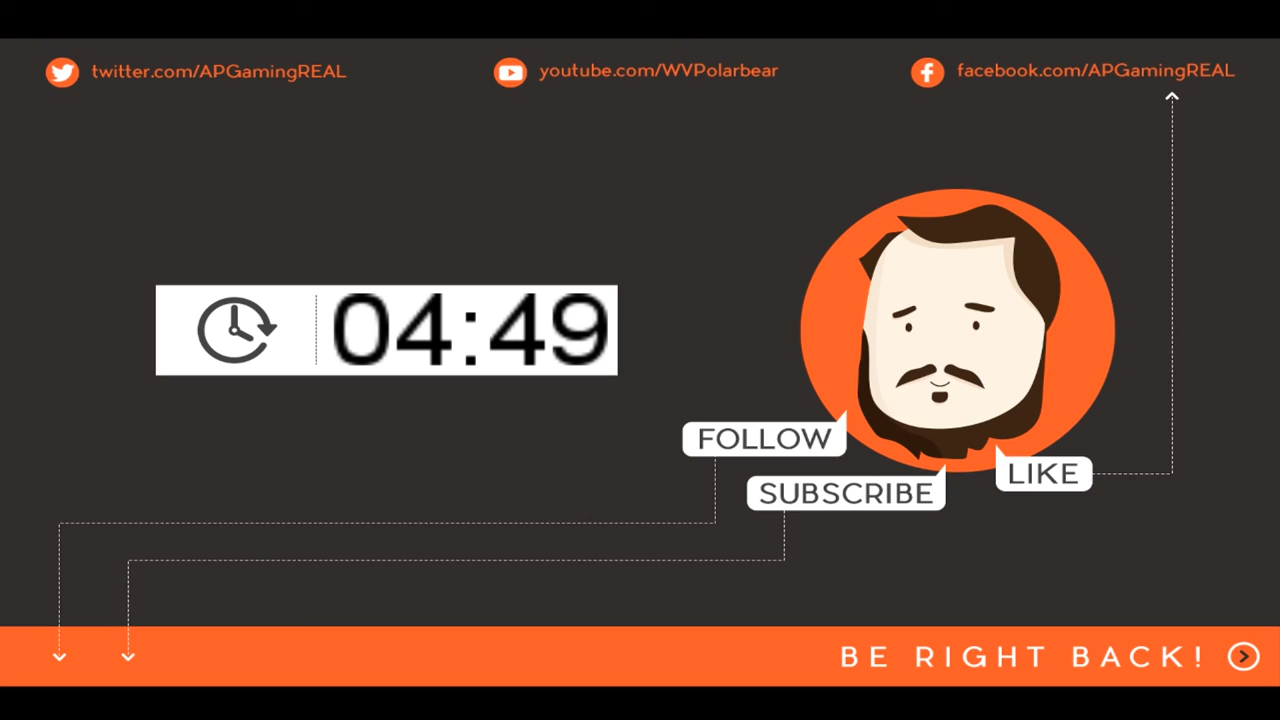 twitter.com/APGamingREAL
youtube.com/WVPolarbear
facebook.com/APGamingREAL
04:49
FOLLOW
SUBSCRIBE
LIKE
BE RIGHT BACK!